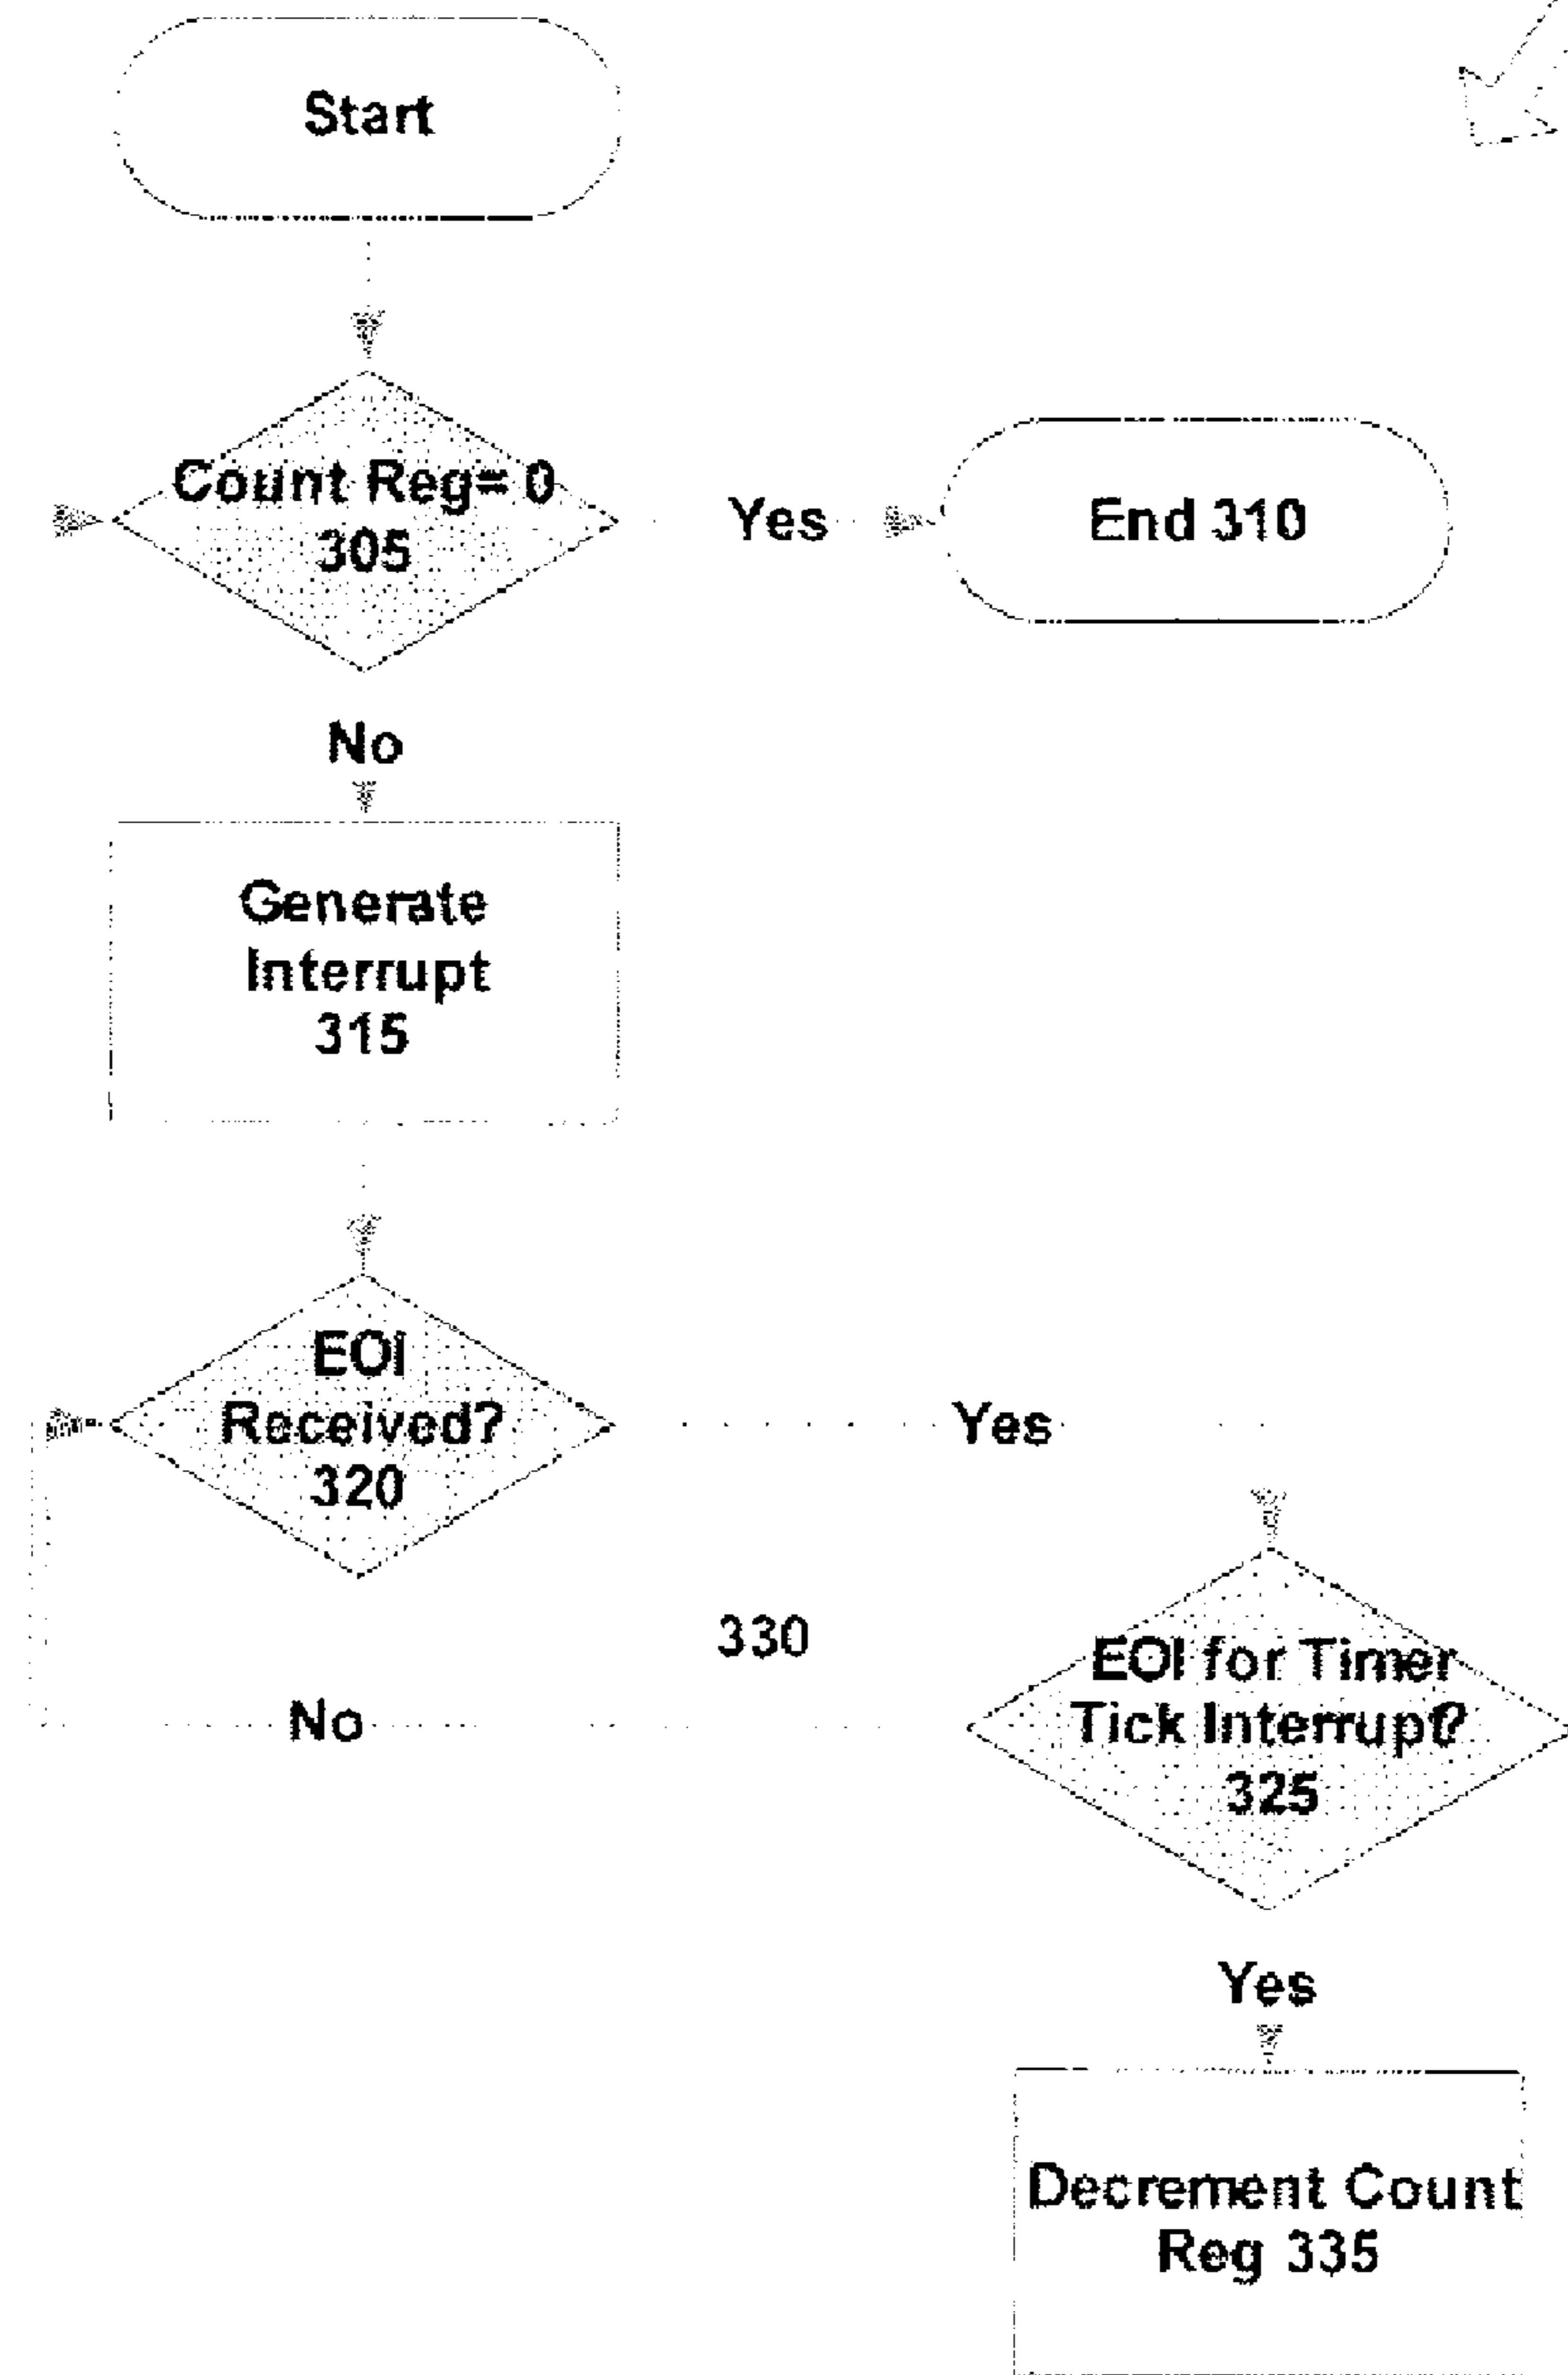 Start
Count Reg= 0
305
Yes
End 310
No
Generate
Interrupt
315
EOI
Received?
320
Yes
330
No
EOI for Timer
Tick Interrupt?
325
Yes
Decrement Count
Reg 335